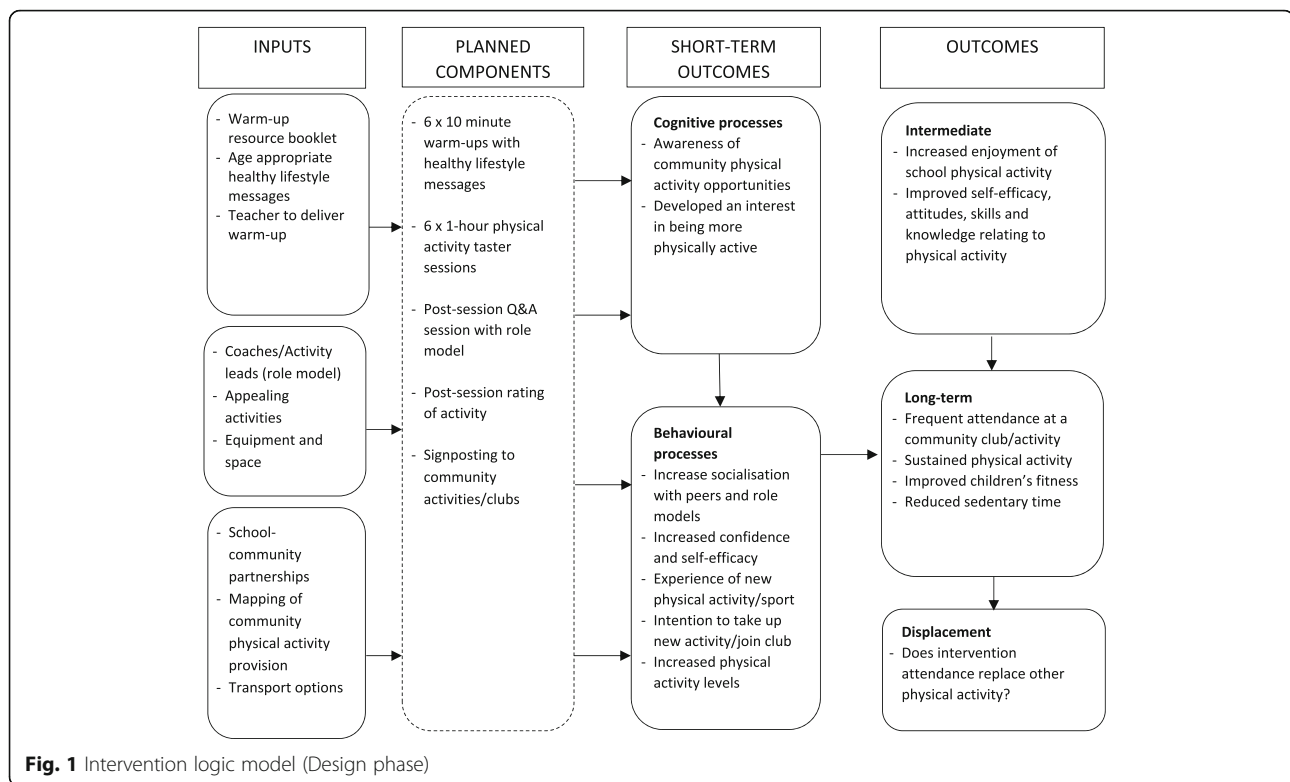 INPUTS
PLANNED
COMPONENTS
SHORT-TERM
OUTCOMES
OUTCOMES
- Warm-up
resource booklet
- Age appropriate
healthy lifestyle
messages
- Teacher to deliver
warm-up
- Coaches/Activity
leads (role model)
- Appealing
activities
- Equipment and
space
- School-
community
partnerships
- Mapping of
community
physical activity
provision
- Transport options
- 6 x 10 minute
warm-ups with
healthy lifestyle
messages
- 6 x 1-hour physical
activity taster
sessions
- Post-session Q&A
session with role
model
- Post-session rating
of activity
- Signposting to
community
activities/clubs
Cognitive processes
- Awareness of
community physical
activity opportunities
- Developed an interest
in being more
physically active
Behavioural
processes
- Increase socialisation
with peers and role
models
- Increased confidence
and self-efficacy
- Experience of new
physical activity/sport
- Intention to take up
new activity/join club
- Increased physical
activity levels
Intermediate
- Increased enjoyment of
school physical activity
- Improved self-efficacy,
attitudes, skills and
knowledge relating to
physical activity
Long-term
- Frequent attendance at a
community club/activity
- Sustained physical activity
- Improved children's fitness
- Reduced sedentary time
Displacement
- Does intervention
attendance replace other
physical activity?
Fig. 1 Intervention logic model (Design phase)